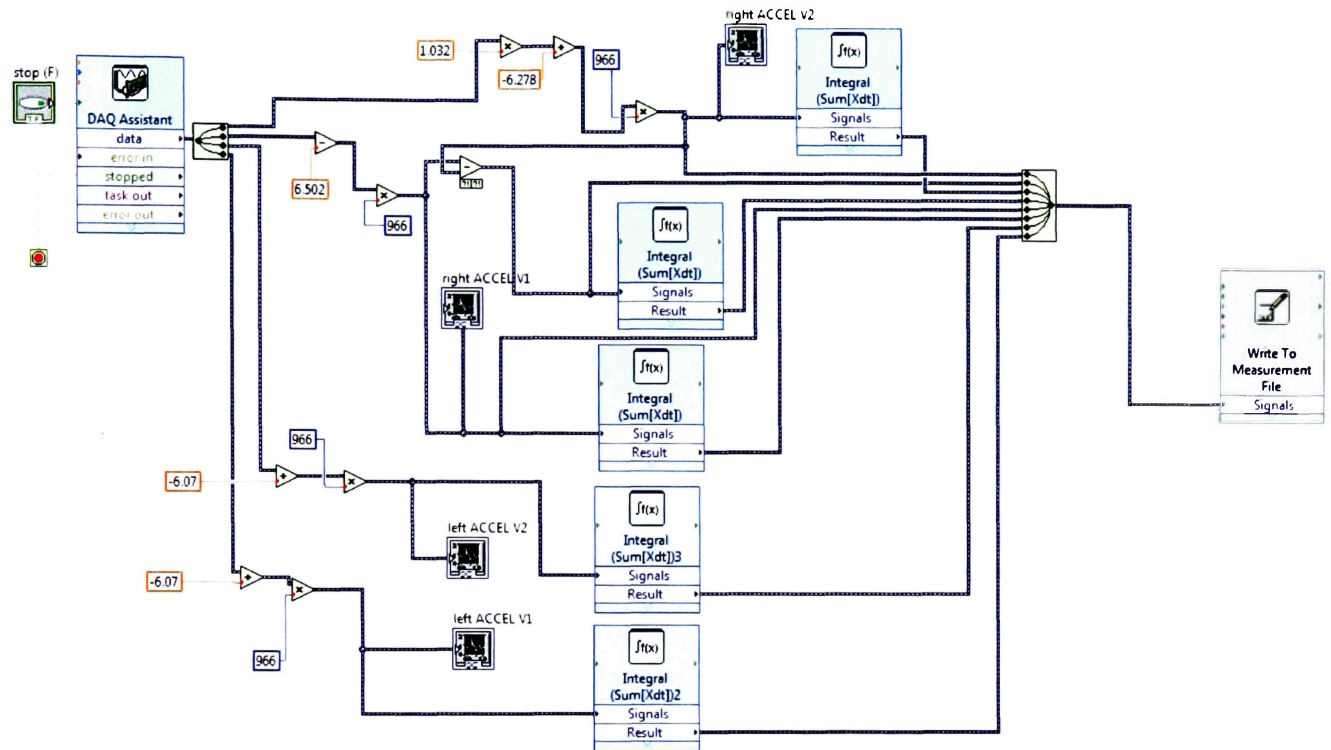 right ACCEL V2
1.032
-6.278
966
∫f(x)
Integral
(Sum[Xdt])
Signals
Result
stop (F)
TF
DAQ Assistant
data
error in
stopped
task out
error out
6.502
966
?!
?!
∫f(x)
Integral
(Sum[Xdt])
Signals
Result
right ACCEL V1
∫f(x)
Integral
(Sum[Xdt])
Signals
Result
Write To
Measurement
File
Signals
966
-6.07
left ACCEL V2
∫f(x)
Integral
(Sum[Xdt])3
Signals
Result
-6.07
966
left ACCEL V1
∫f(x)
Integral
(Sum[Xdt])2
Signals
Result